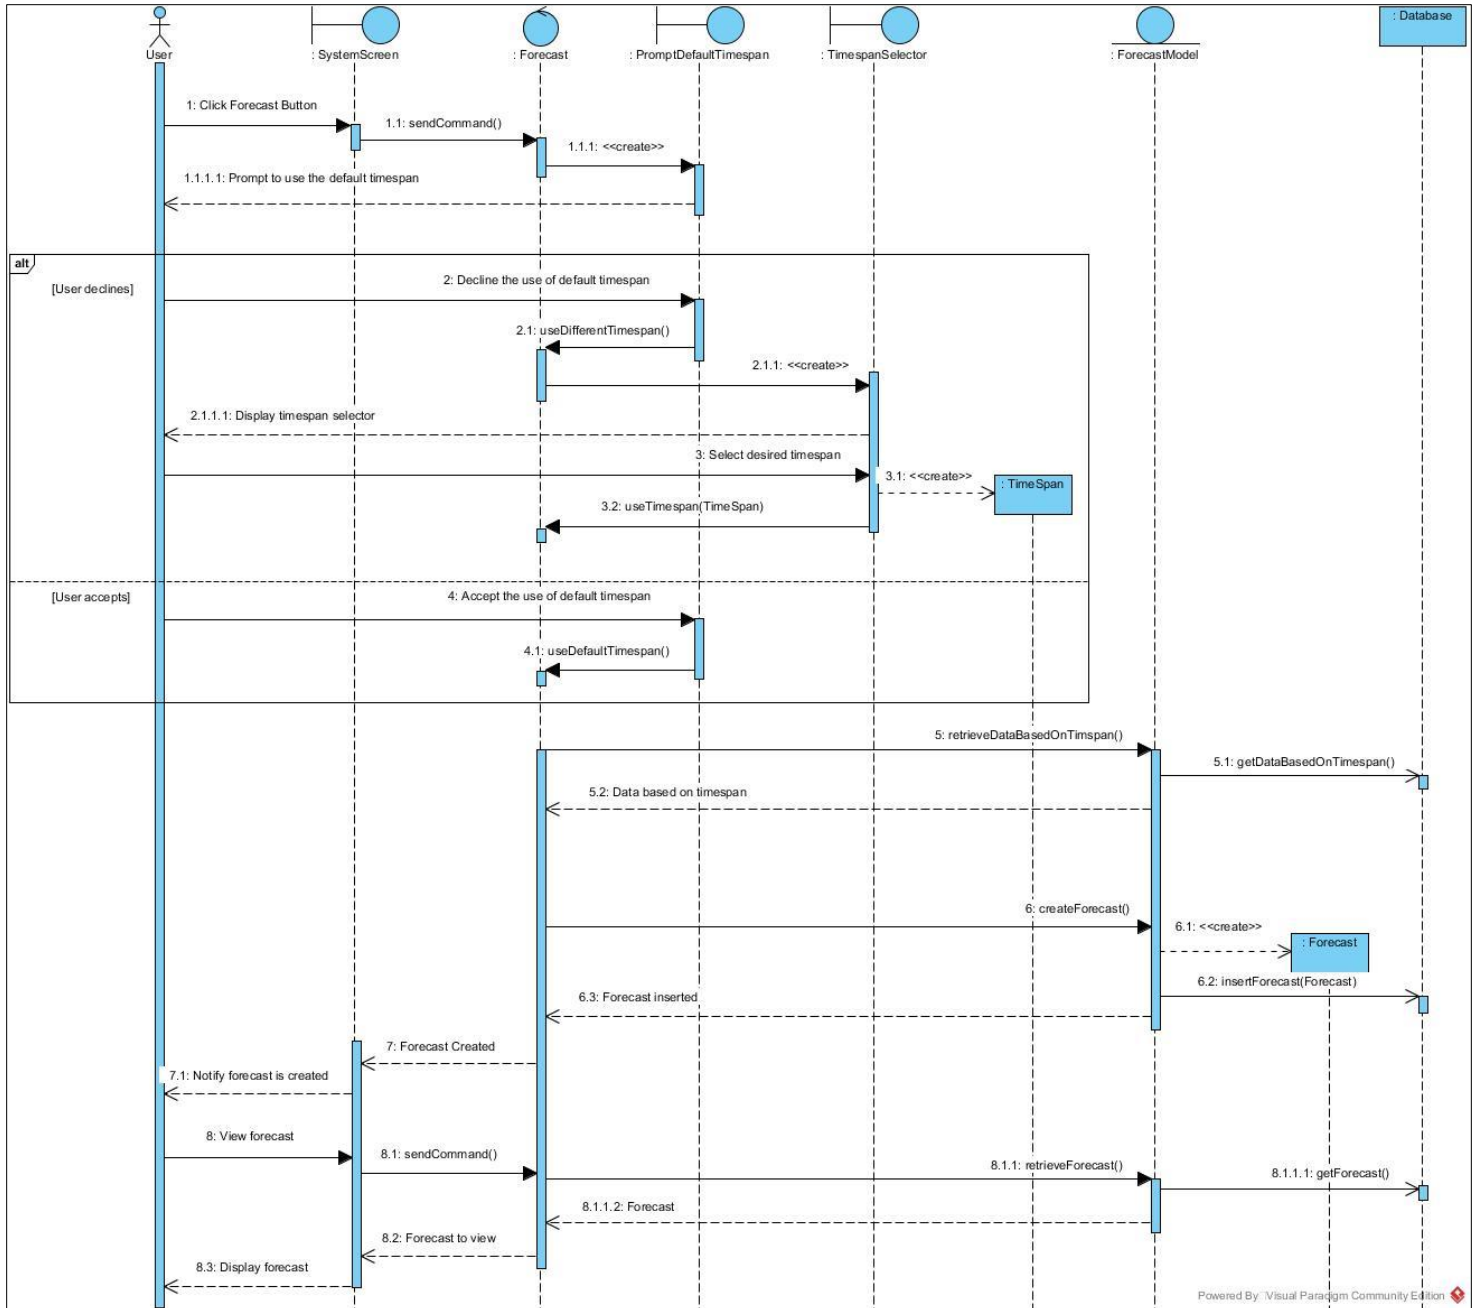 User
: SystemScreen
: Forecast
: PromptDefaultTimespan
: TimespanSelector
: ForecastModel
: Database
1: Click Forecast Button
1.1: sendCommand()
1.1.1: <<create>>
1.1.1.1: Prompt to use the default timespan
alt
[User declines]
2: Decline the use of default timespan
2.1: useDifferentTimespan()
2.1.1: <<create>>
2.1.1.1: Display timespan selector
3: Select desired timespan
3.1: <<create>>
: TimeSpan
3.2: useTimespan(TimeSpan)
[User accepts]
4: Accept the use of default timespan
4.1: useDefaultTimespan()
5: retrieveDataBasedOnTimspan()
5.1: getDataBasedOnTimespan()
5.2: Data based on timespan
6: createForecast()
6.1: <<create>>
: Forecast
6.2: insertForecast(Forecast)
6.3: Forecast inserted
7: Forecast Created
7.1: Notify forecast is created
8: View forecast
8.1: sendCommand()
8.1.1: retrieveForecast()
8.1.1.1: getForecast()
8.1.1.2: Forecast
8.2: Forecast to view
8.3: Display forecast
Powered By Visual Paradigm Community Edition